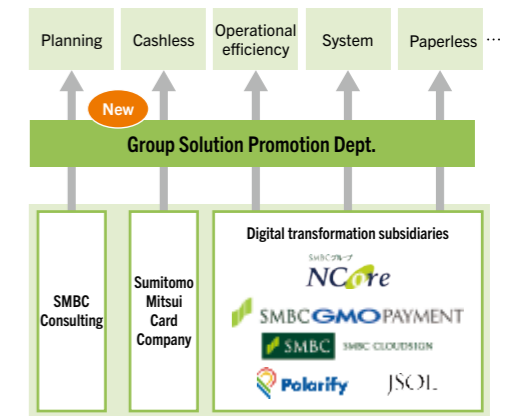 Planning
Cashless
Operational
efficiency
System
Paperless
...
New
Group Solution Promotion Dept.
SMBC
Consulting
Sumitomo
Mitsui
Card
Company
Digital transformation subsidiaries
SMBCグループ
NCore
SMBC GMO PAYMENT
SMBC SMBC CLOUDSIGN
Polarify JSOL